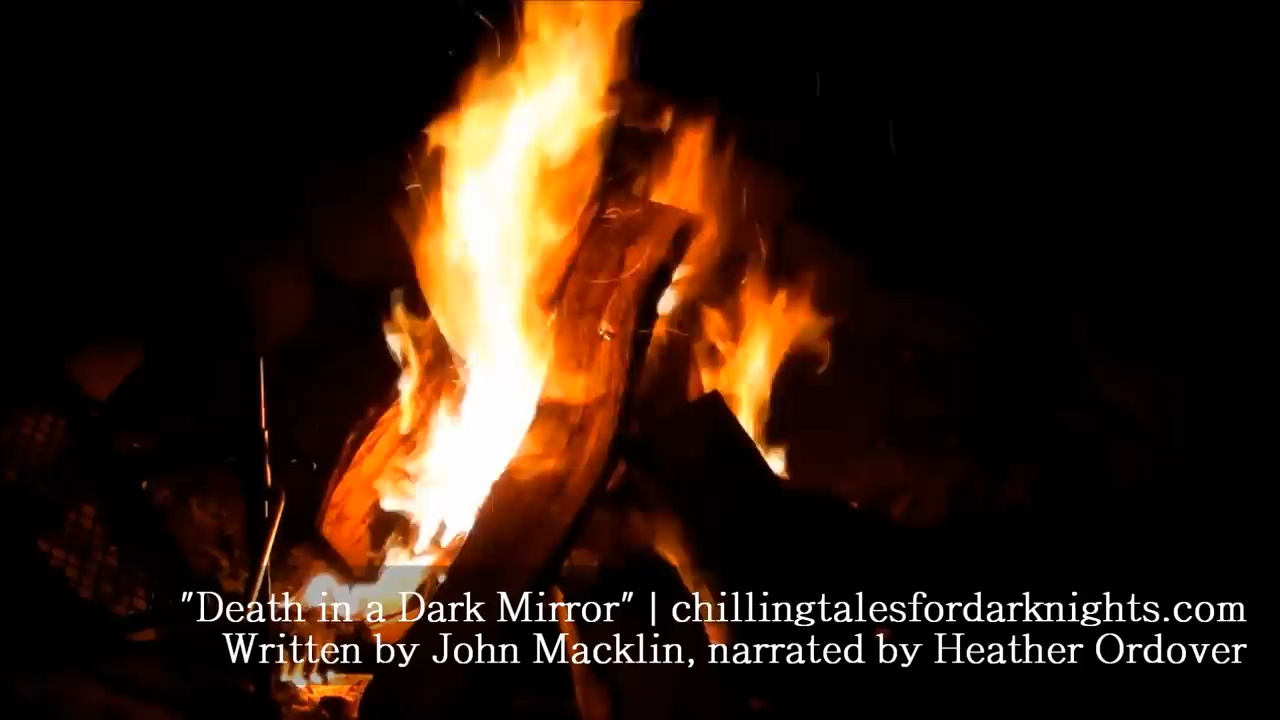 "Death in a Dark Mirror" | chillingtalesfordarknights.com
Written by John Macklin, narrated by Heather Ordover